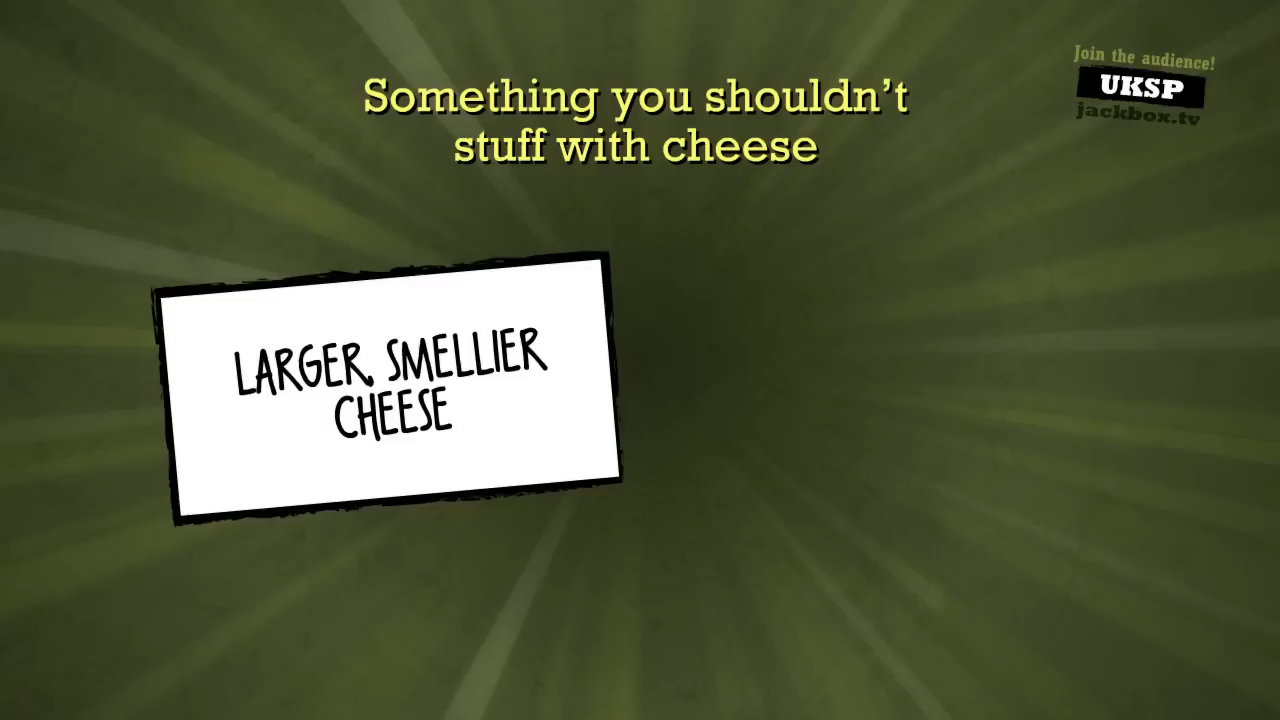 Something you shouldn't
stuff with cheese
Join the audience!
UKSP
jackbox.tv
LARGER, SMELLIER
CHEESE